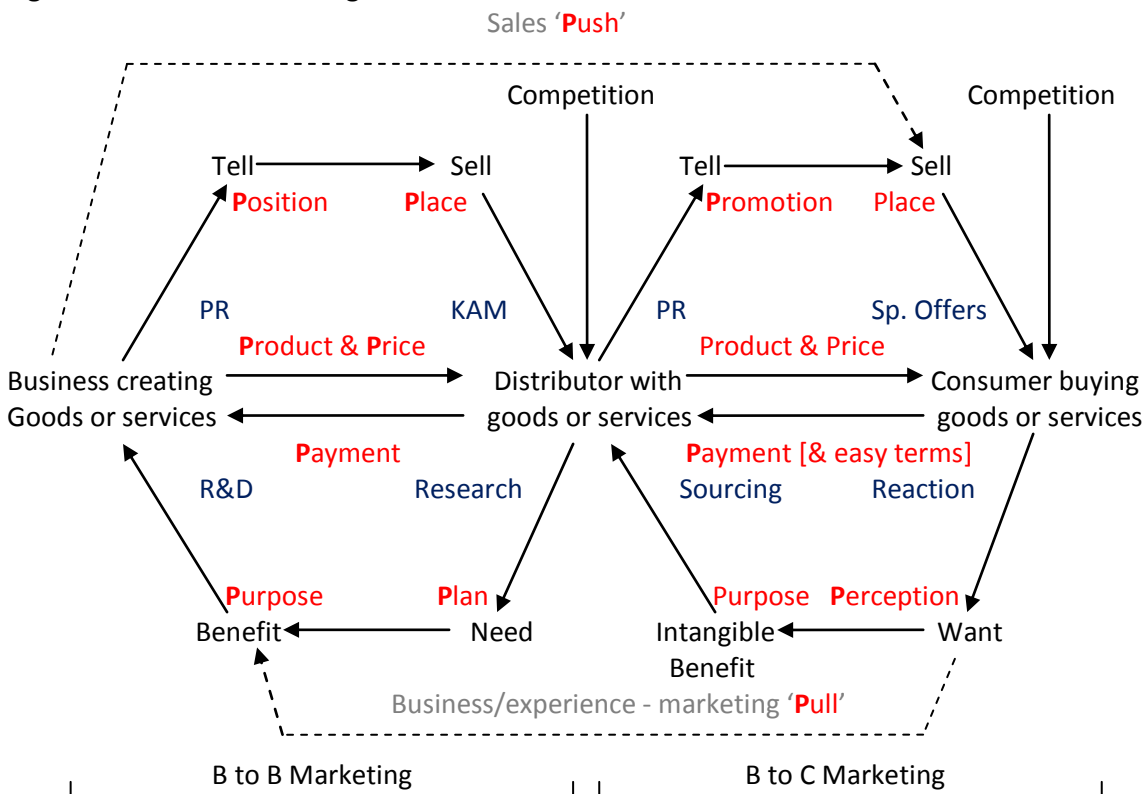 Sales ‘Push’
Competition
Competition
Tell
Sell
Tell
Sell
Position
Place
Promotion
Place
PR
KAM
PR
Sp. Offers
Product & Price
Product & Price
Business creating
Goods or services
Distributor with
goods or services
Consumer buying
goods or services
Payment
Payment [& easy terms]
R&D
Research
Sourcing
Reaction
Purpose
Plan
Purpose
Perception
Benefit
Need
Intangible
Benefit
Want
Business/experience - marketing ‘Pull’
B to B Marketing
B to C Marketing